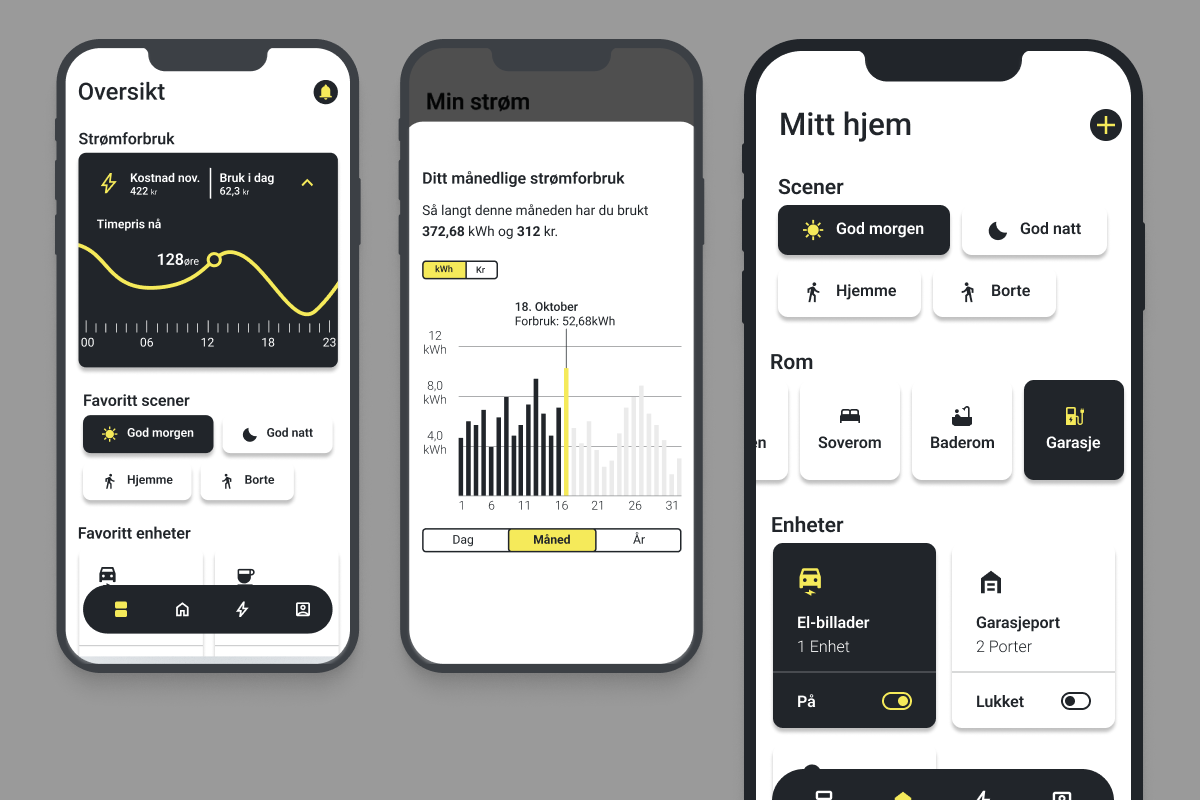 Oversikt
Strømforbruk
Kostnad nov.
422 kr
Bruk i dag
62,3 kr
Timepris nå
128øre
00 06 12 18 23
Favoritt scener
God morgen
God natt
Hjemme
Borte
Favoritt enheter
Min strøm
Ditt månedlige strømforbruk
Så langt denne måneden har du brukt
372,68 kWh og 312 kr.
kWh Kr
18. Oktober
Forbruk: 52,68kWh
12
kWh
8,0
kWh
4,0
kWh
1 6 11 16 21 26 31
Dag Måned År
Mitt hjem
Scener
God morgen
God natt
Hjemme
Borte
Rom
en
Soverom
Baderom
Garasje
Enheter
El-billader
1 Enhet
På
Garasjeport
2 Porter
Lukket